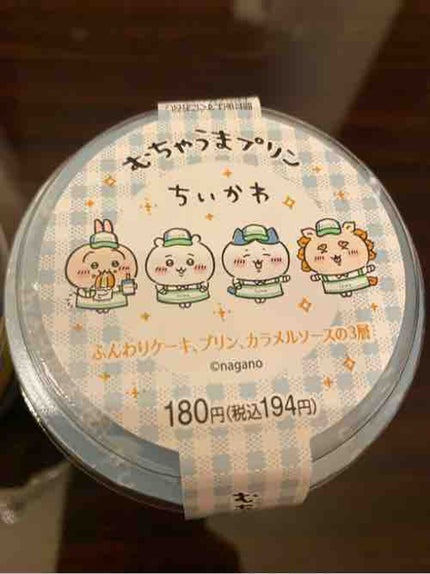 むちゃうまプリン
ちいかわ
ふんわりケーキ、プリン、カラメルソースの3層
©nagano
180円(税込194円)
むち